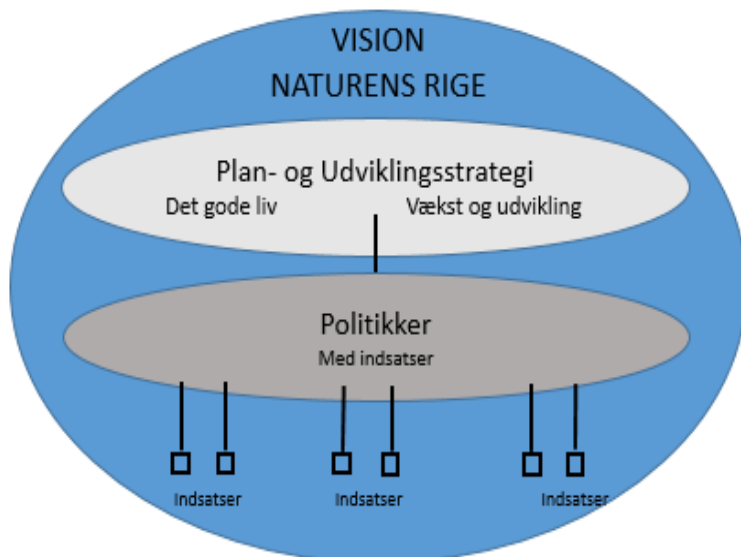 VISION
NATURENS RIGE
Plan- og Udviklingsstrategi
Det gode liv Vækst og udvikling
Politikker
Med indsatser
Indsatser Indsatser Indsatser